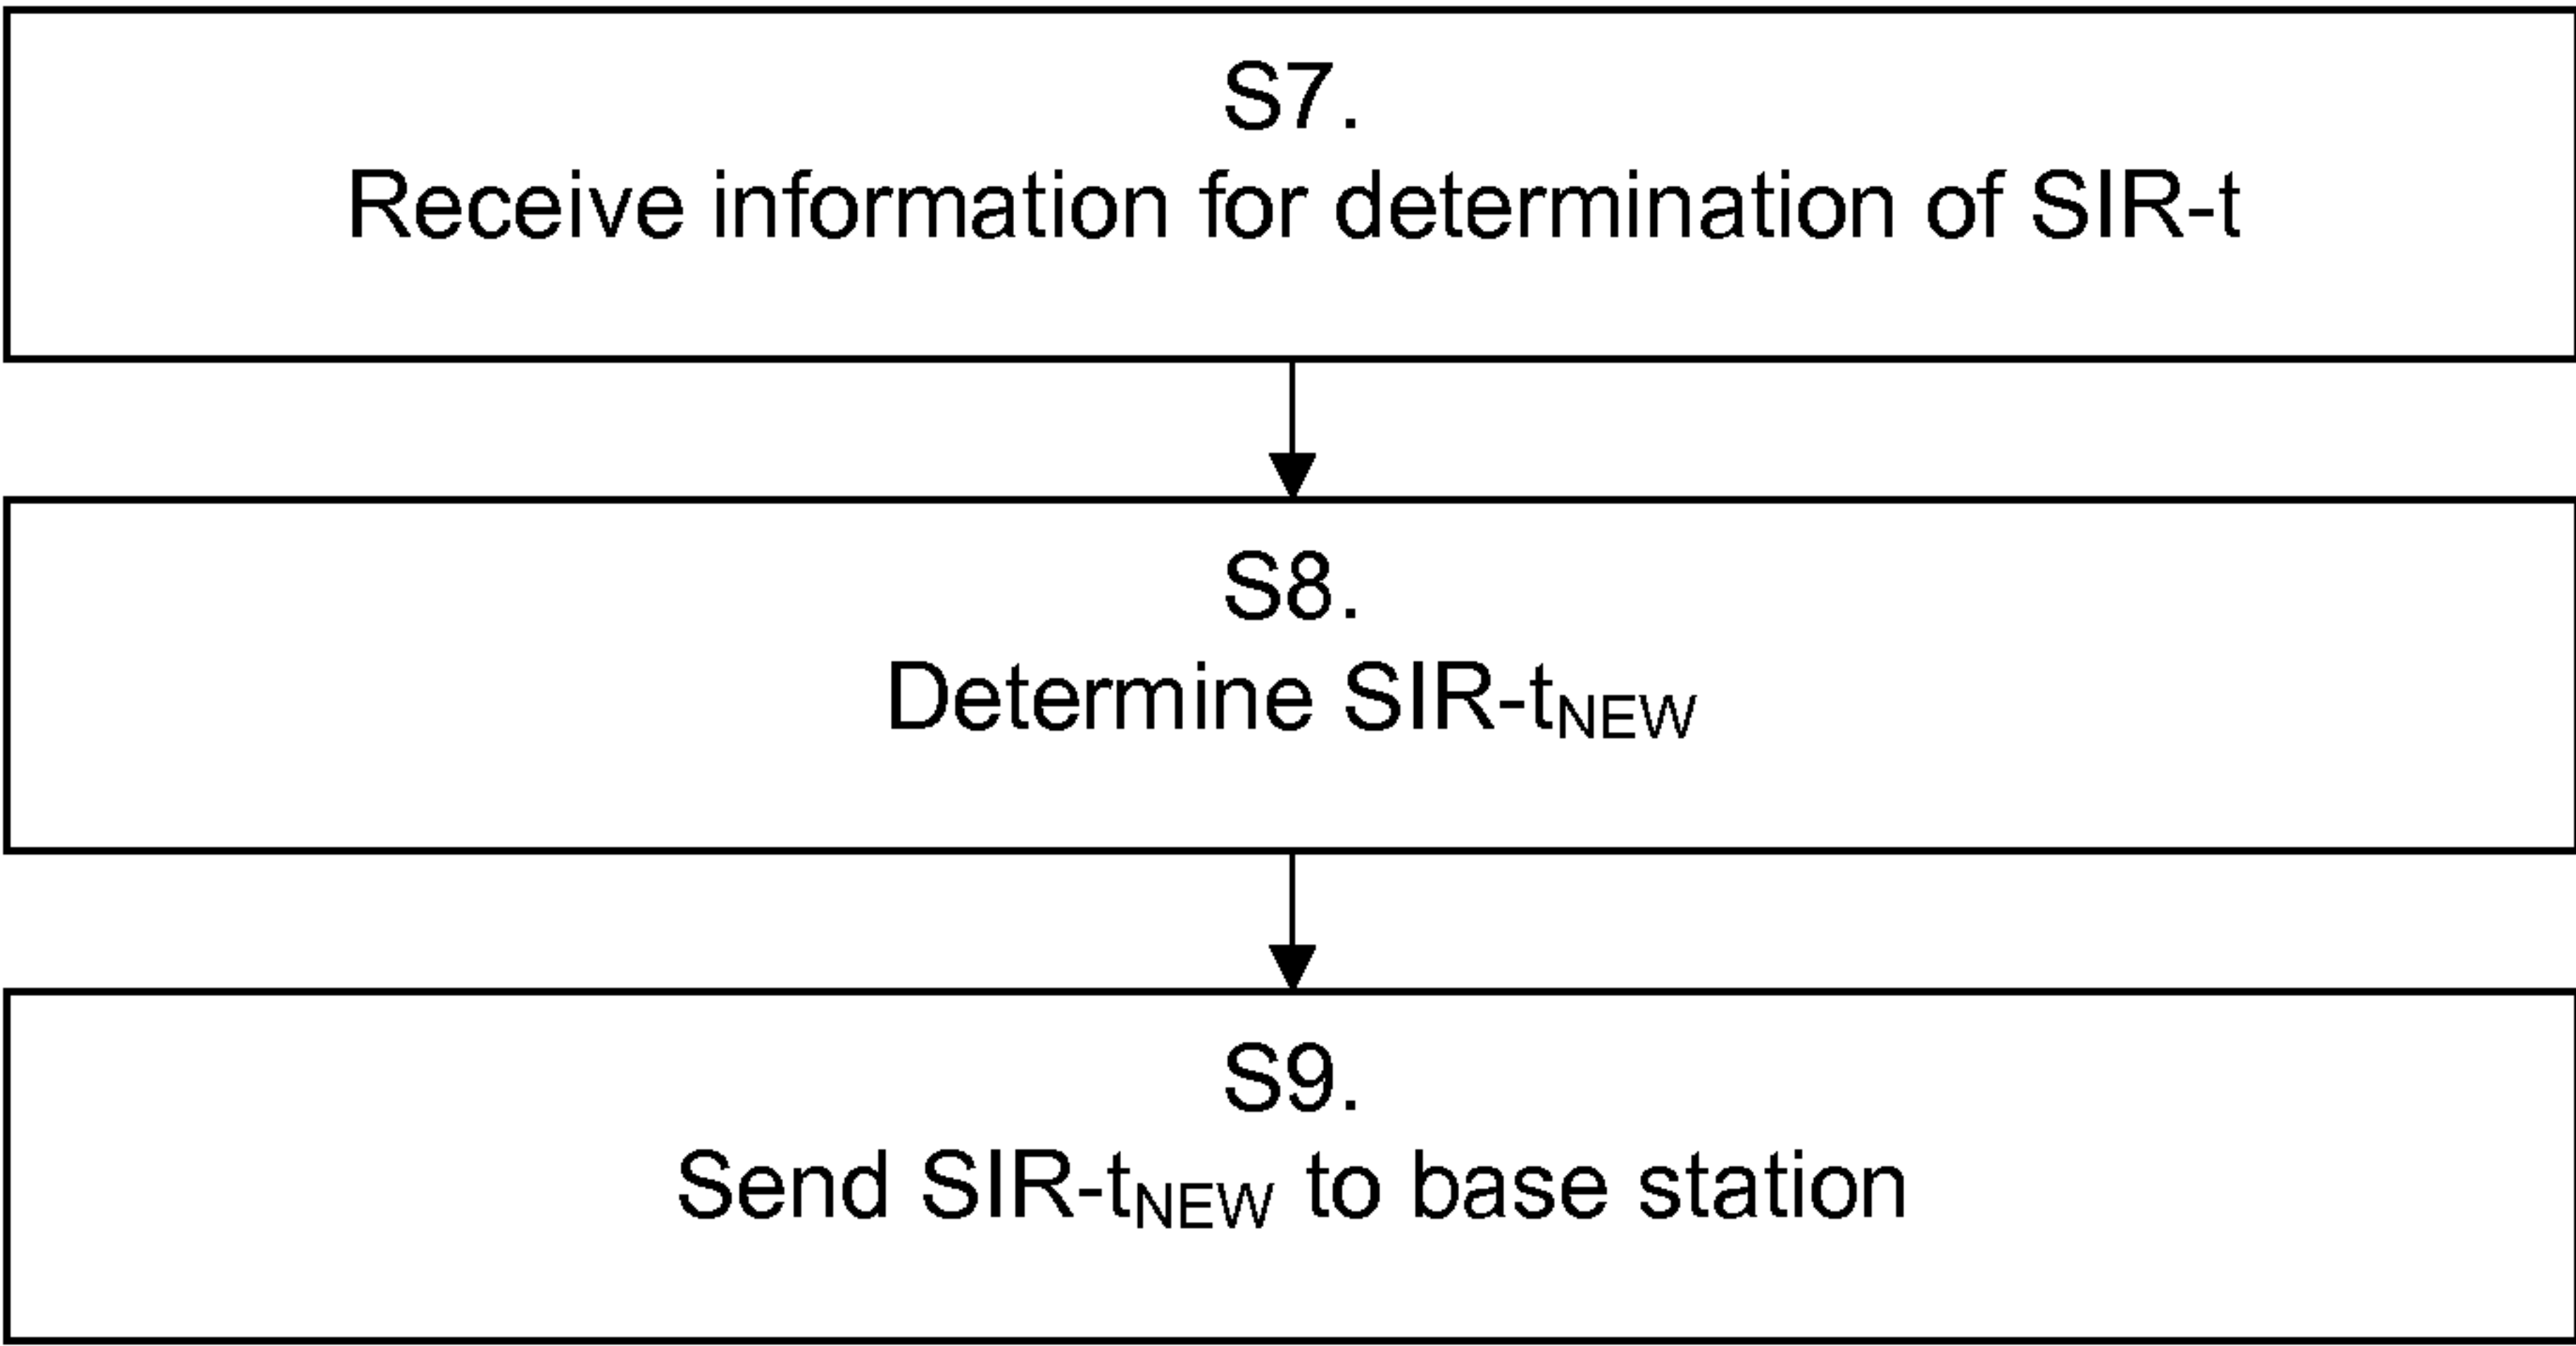 S7.
Receive information for determination of SIR-t
S8.
Determine SIR-tNEW
S9.
Send SIR-tNEW to base station